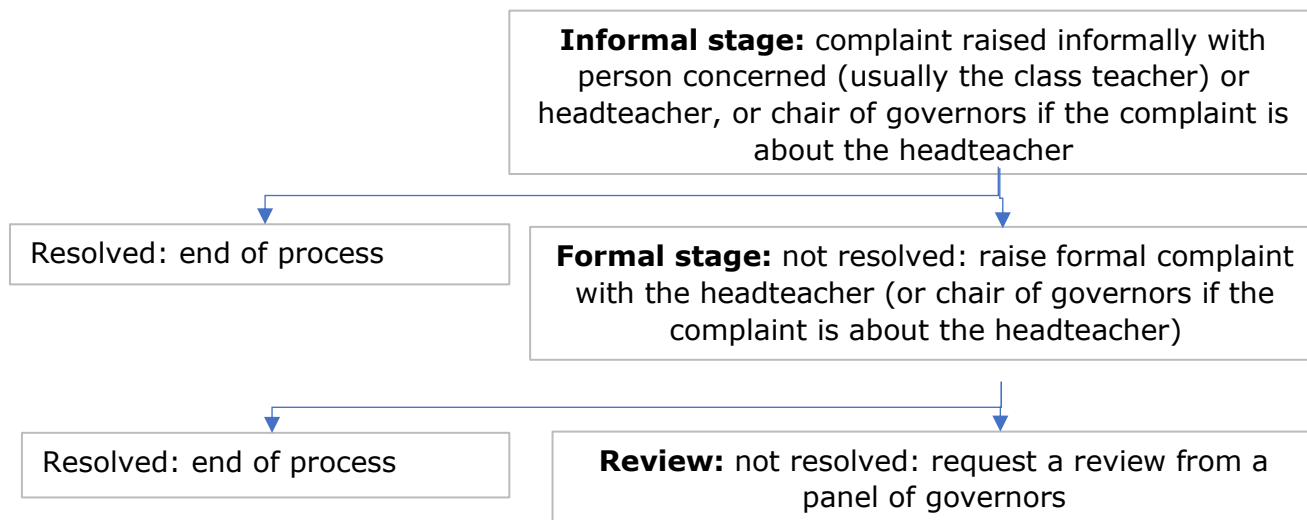 Informal stage: complaint raised informally with
person concerned (usually the class teacher) or
headteacher, or chair of governors if the complaint is
about the headteacher
Resolved: end of process
Formal stage: not resolved: raise formal complaint
with the headteacher (or chair of governors if the
complaint is about the headteacher)
Resolved: end of process
Review: not resolved: request a review from a
panel of governors